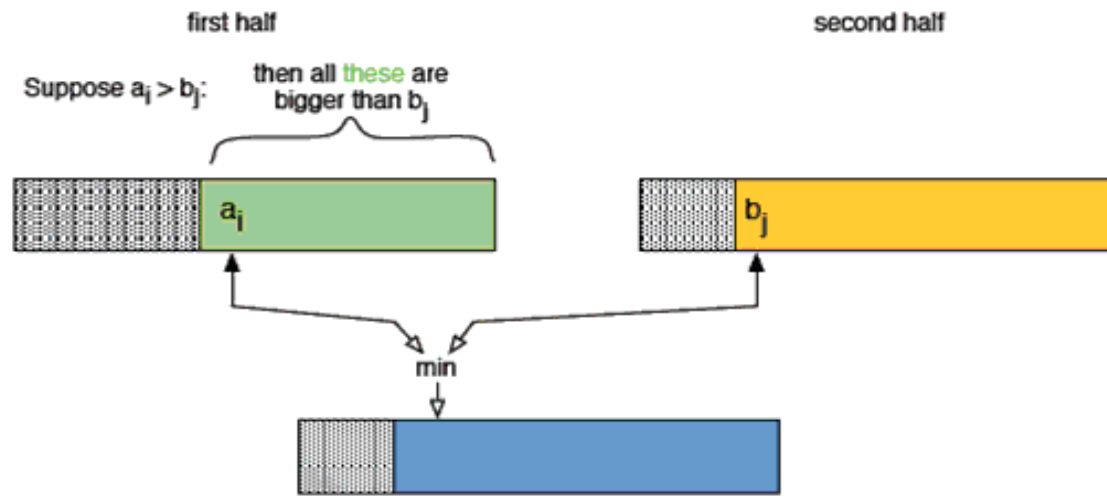 first half
second half
Suppose aᵢ > bⱼ:
then all these are
bigger than bⱼ
aᵢ
bⱼ
min